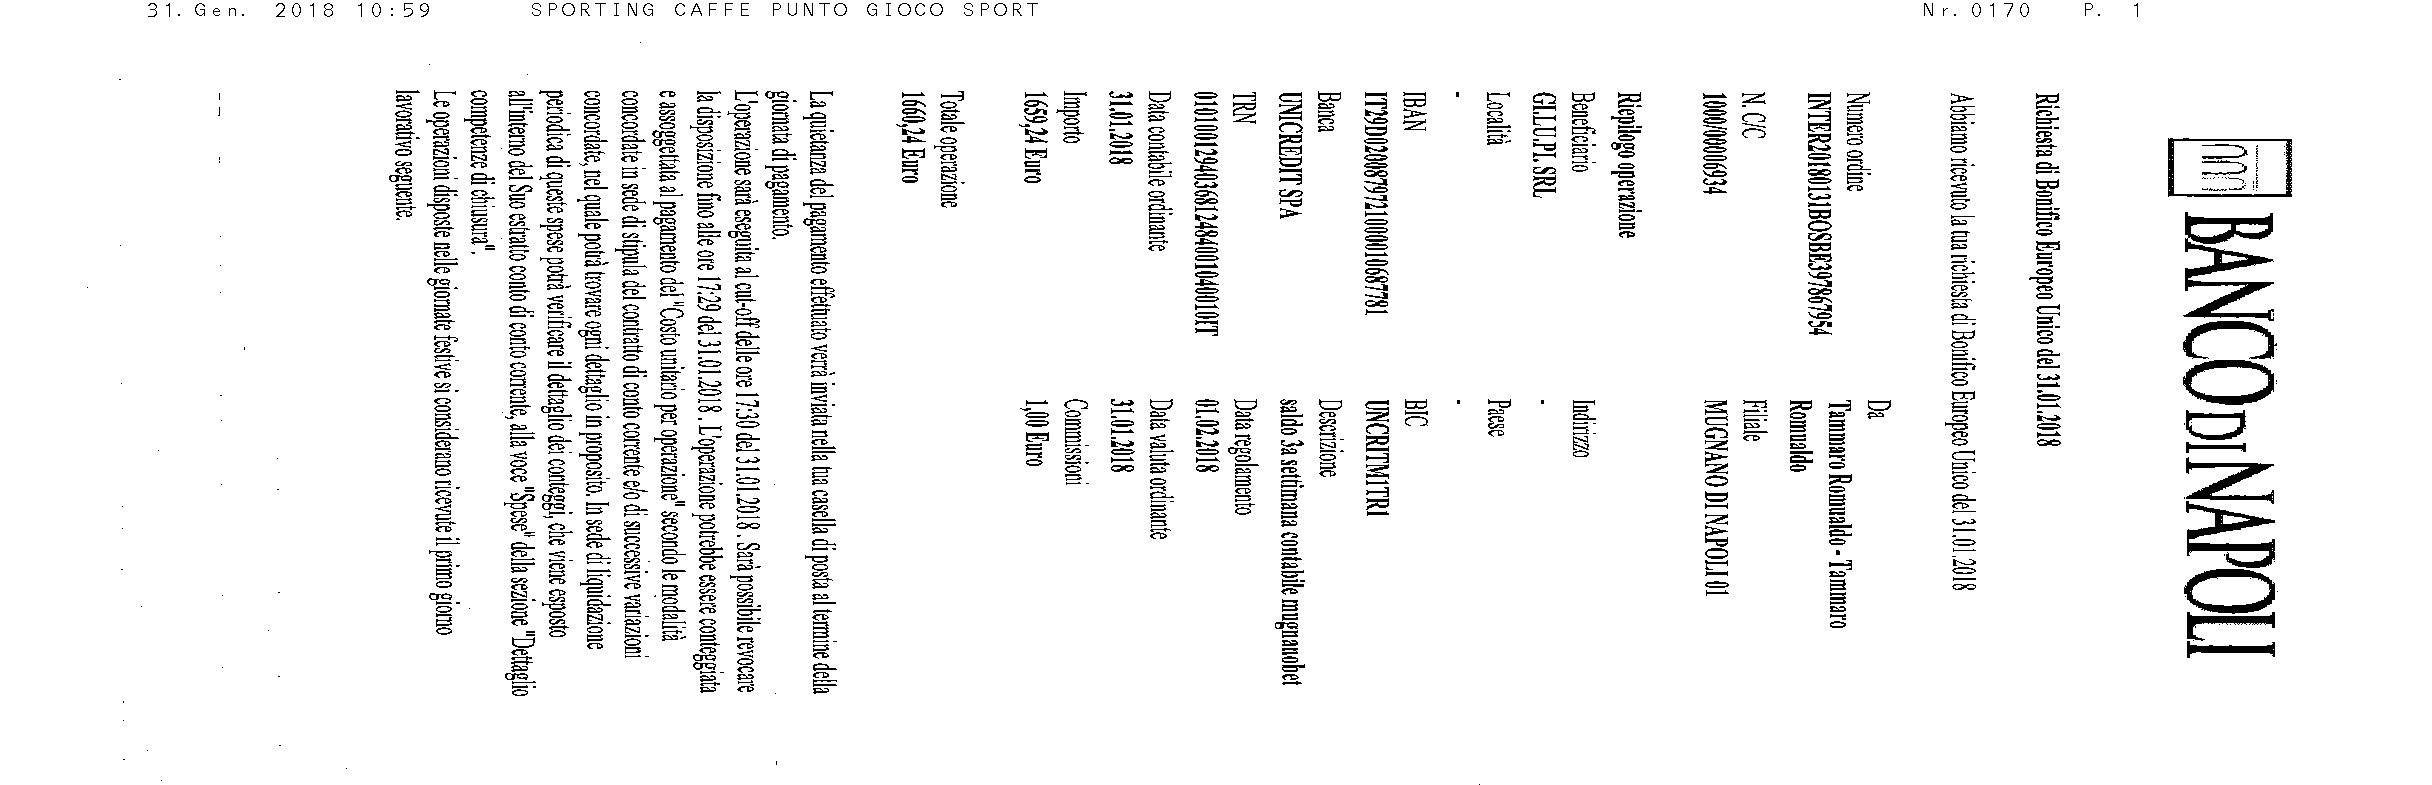 31.Gen. 2018 10:59 SPORTING CAFFE PUNTO GIOCO SPORT Nr.0170 P. 1
BANCO DI NAPOLI
Richiesta di Bonifico Europeo Unico del 31.01.2018
Abbiamo ricevuto la tua richiesta di Bonifico Europeo Unico del 31.01.2018
Numero ordine
INTER20180131BOSBE397867954
Da
Tammaro Romualdo - Tammaro
Romualdo
N. C/C
1000/00006934
Filiale
MUGNANO DI NAPOLI 01
Riepilogo operazione
Beneficiario
GI.LUPI. SRL
Indirizzo
-
Località
-
Paese
-
IBAN
IT29D0200879721000010687781
BIC
UNCRITM1TR1
Banca
UNICREDIT SPA
Descrizione
saldo 3a settimana contabile mugnanobet
TRN
0101001294036812484001040010IT
Data regolamento
01.02.2018
Data contabile ordinante
31.01.2018
Data valuta ordinante
31.01.2018
Importo
1659,24 Euro
Commissioni
1,00 Euro
Totale operazione
1660,24 Euro
La quietanza del pagamento effettuato verrà inviata nella tua casella di posta al termine della
giornata di pagamento.
L'operazione sarà eseguita al cut-off delle ore 17:30 del 31.01.2018 . Sarà possibile revocare
la disposizione fino alle ore 17:29 del 31.01.2018. L'operazione potrebbe essere conteggiata
e assoggettata al pagamento del "Costo unitario per operazione" secondo le modalità
concordate in sede di stipula del contratto di conto corrente e/o di successive variazioni
concordate, nel quale potrà trovare ogni dettaglio in proposito. In sede di liquidazione
periodica di queste spese potrà verificare il dettaglio dei conteggi, che viene esposto
all'interno del Suo estratto conto di conto corrente, alla voce "Spese" della sezione "Dettaglio
competenze di chiusura".
Le operazioni disposte nelle giornate festive si considerano ricevute il primo giorno
lavorativo seguente.